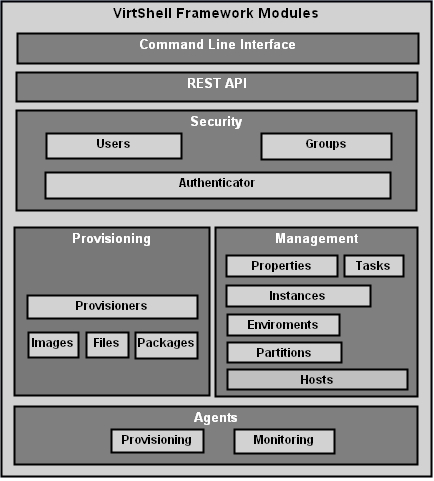 VirtShell Framework Modules
Command Line Interface
REST API
Security
Users
Groups
Authenticator
Provisioning
Provisioners
Images
Files
Packages
Management
Properties
Tasks
Instances
Enviroments
Partitions
Hosts
Agents
Provisioning
Monitoring